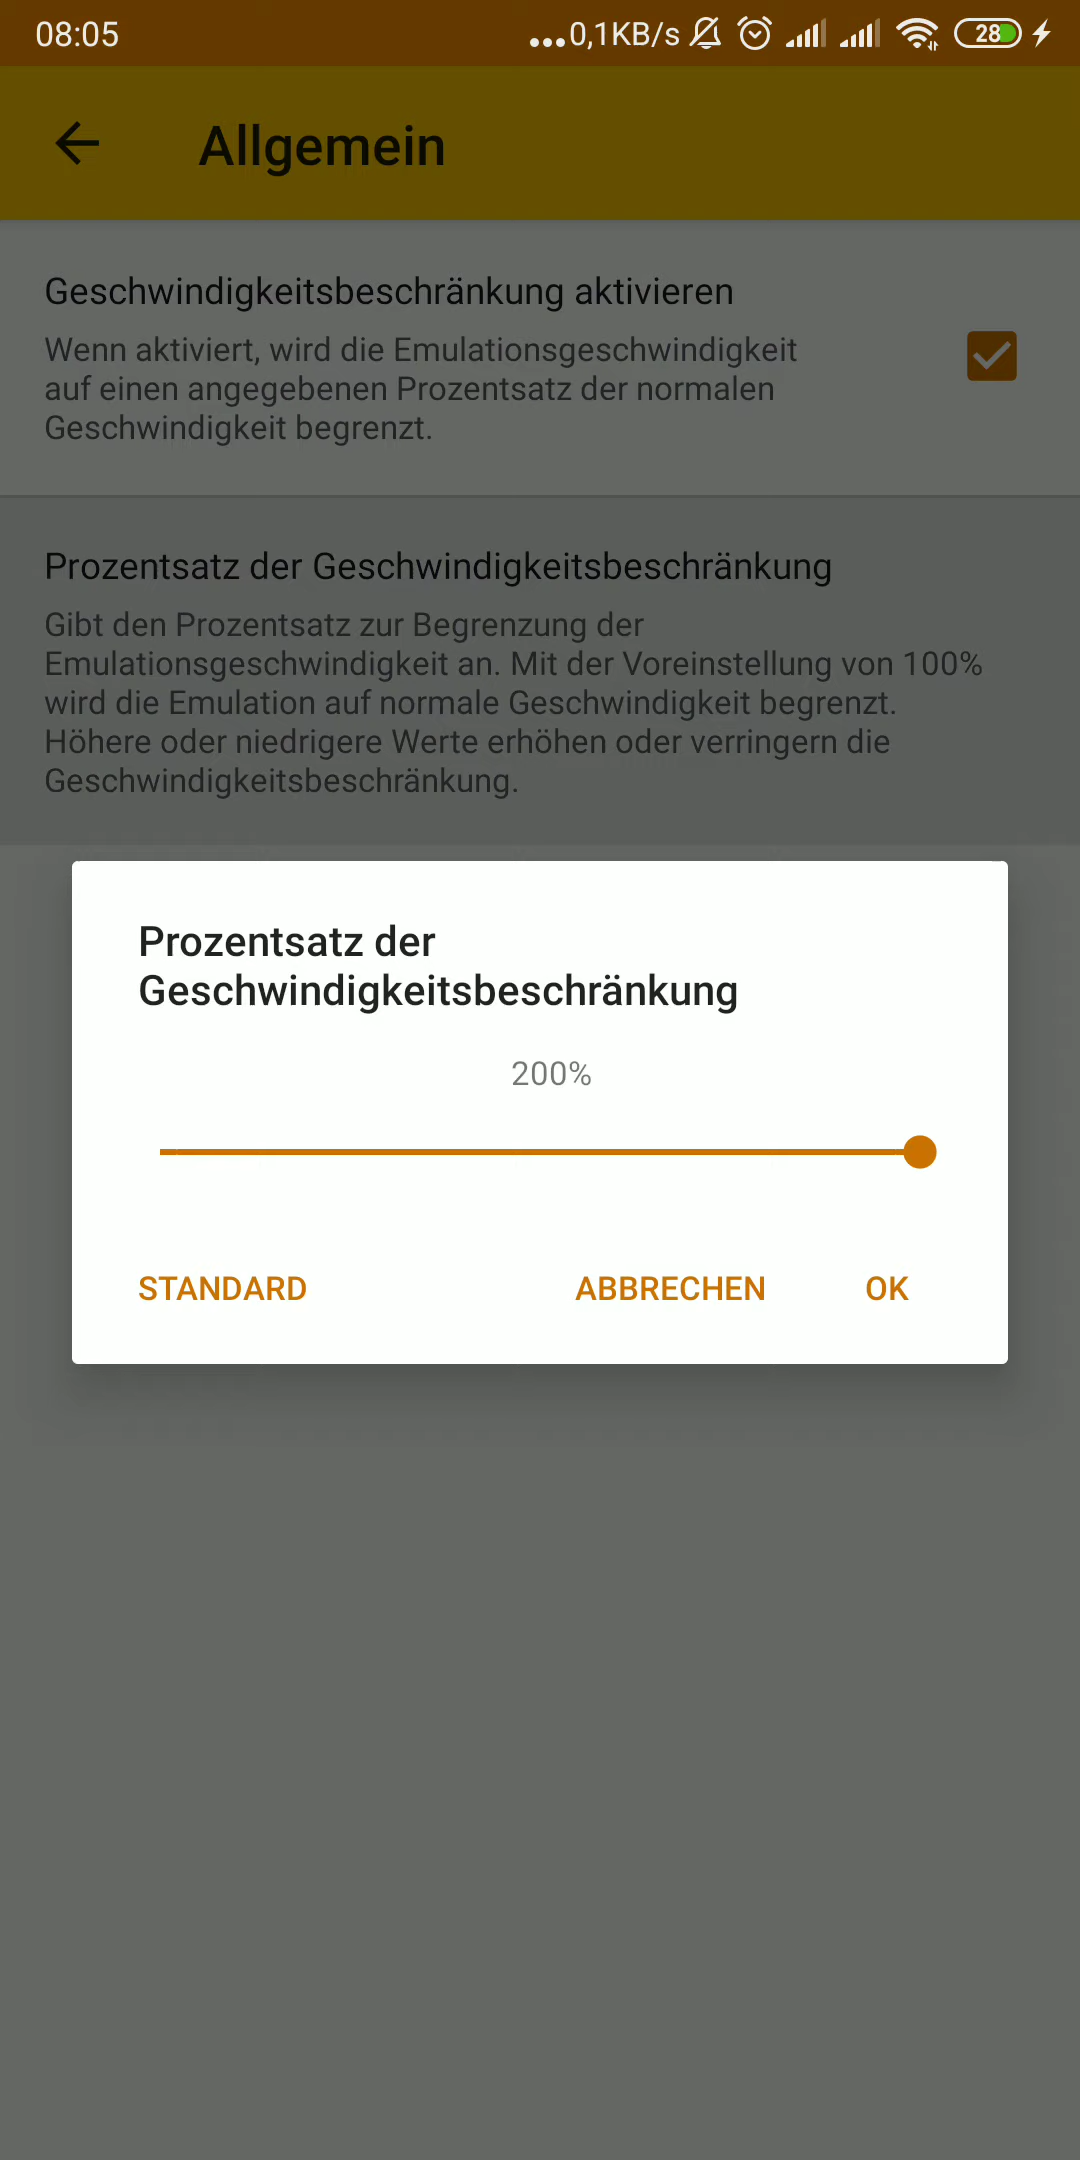 08:05
...0,1KB/s
28
Allgemein
Geschwindigkeitsbeschränkung aktivieren
Wenn aktiviert, wird die Emulationsgeschwindigkeit
auf einen angegebenen Prozentsatz der normalen
Geschwindigkeit begrenzt.
Prozentsatz der Geschwindigkeitsbeschränkung
Gibt den Prozentsatz zur Begrenzung der
Emulationsgeschwindigkeit an. Mit der Voreinstellung von 100%
wird die Emulation auf normale Geschwindigkeit begrenzt.
Höhere oder niedrigere Werte erhöhen oder verringern die
Geschwindigkeitsbeschränkung.
Prozentsatz der
Geschwindigkeitsbeschränkung
200%
STANDARD
ABBRECHEN
OK